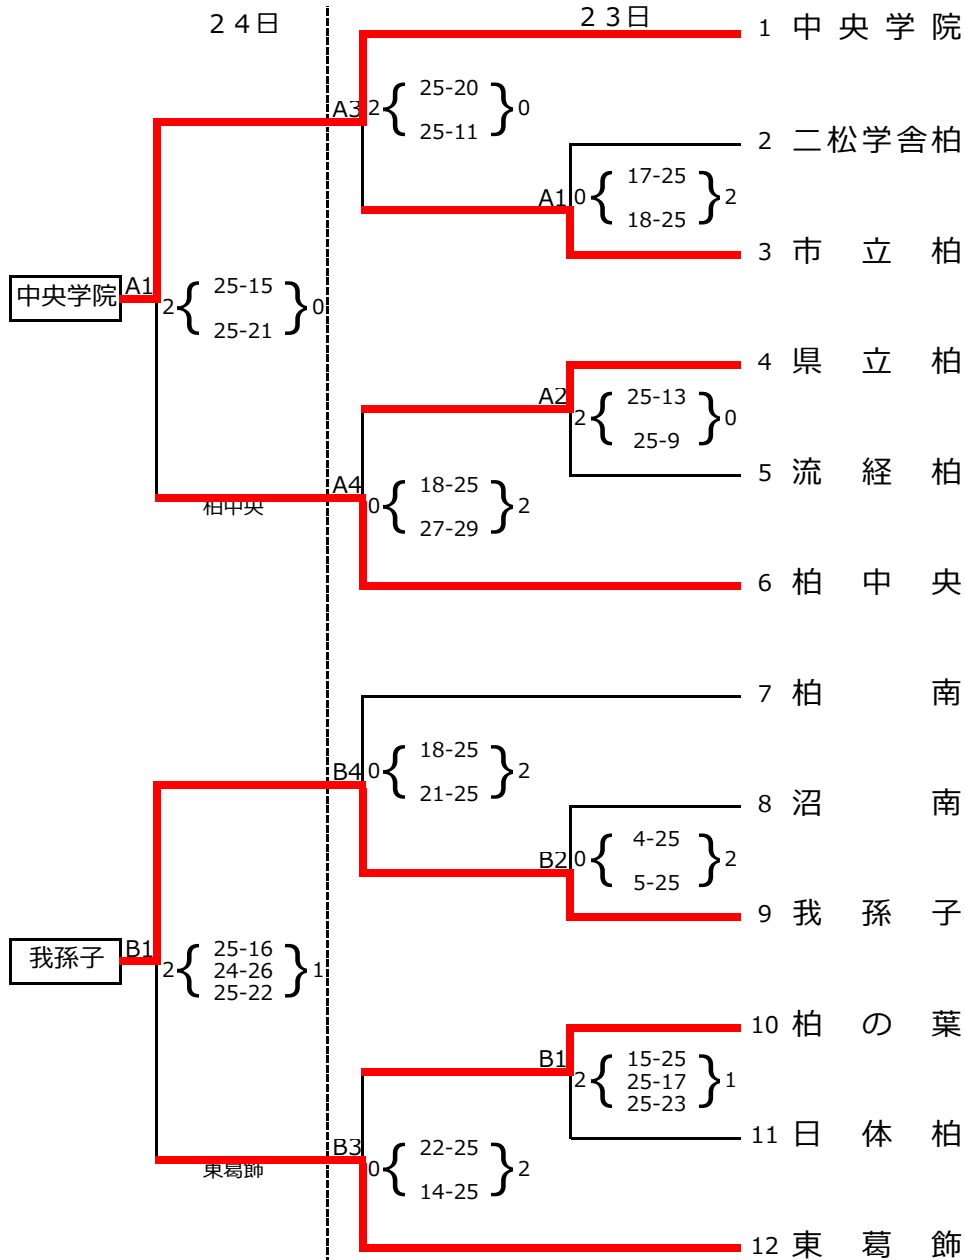 ２４日
２３日
1 中央学院
A3 2 { 25-20 } 0
25-11
2 二松学舎柏
A1 0 { 17-25 } 2
18-25
3 市立柏
中央学院 A1 2 { 25-15 } 0
25-21
4 県立柏
A2 2 { 25-13 } 0
25-9
5 流経柏
A4 0 { 18-25 } 2
27-29
柏中央
6 柏中央
7 柏南
B4 0 { 18-25 } 2
21-25
8 沼南
B2 0 { 4-25 } 2
5-25
9 我孫子
我孫子 B1 2 { 25-16 } 1
24-26
25-22
10 柏の葉
B1 2 { 15-25 } 1
25-17
25-23
11 日体柏
B3 0 { 22-25 } 2
14-25
東葛飾
12 東葛飾